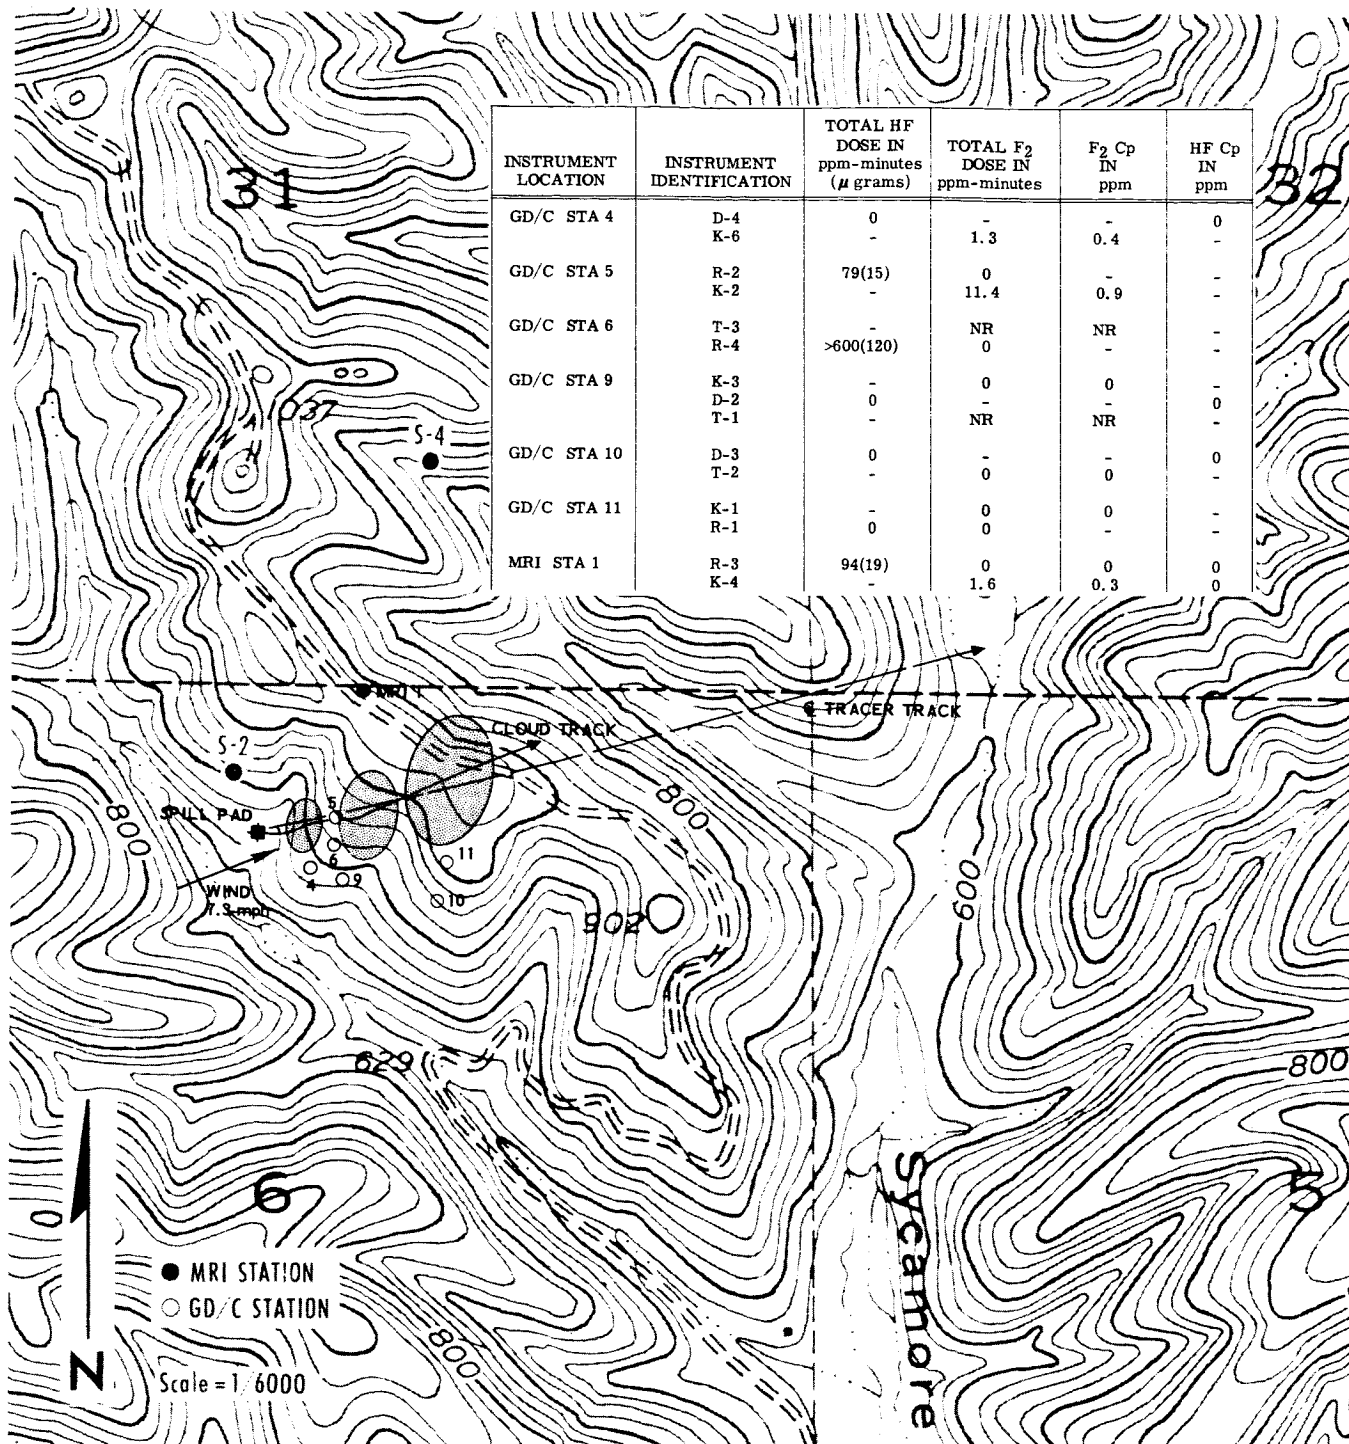 31
32
INSTRUMENT LOCATION	INSTRUMENT IDENTIFICATION	TOTAL HF DOSE IN ppm-minutes (μ grams)	TOTAL F2 DOSE IN ppm-minutes	F2 Cp IN ppm	HF Cp IN ppm
GD/C STA 4	D-4	0	-	-	0
K-6	-	1.3	0.4	-
GD/C STA 5	R-2	79(15)	0	-	-
K-2	-	11.4	0.9	-
GD/C STA 6	T-3	-	NR	NR	-
R-4	>600(120)	0	-	-
GD/C STA 9	K-3	-	0	0	-
D-2	0	-	-	0
T-1	-	NR	NR	-
GD/C STA 10	D-3	0	-	-	0
T-2	-	0	0	-
GD/C STA 11	K-1	-	0	0	-
R-1	0	0	-	-
MRI STA 1	R-3	94(19)	0	0	0
K-4	-	1.6	0.3	0
1037
S-4
MRI 1
TRACER TRACK
CLOUD TRACK
S-2
SPILL PAD
5
6
4
9
11
10
WIND
7.3-mph
800
800
902
600
629
800
6
5
Sycamore
MRI STATION
GD/C STATION
800
N
Scale = 1/6000